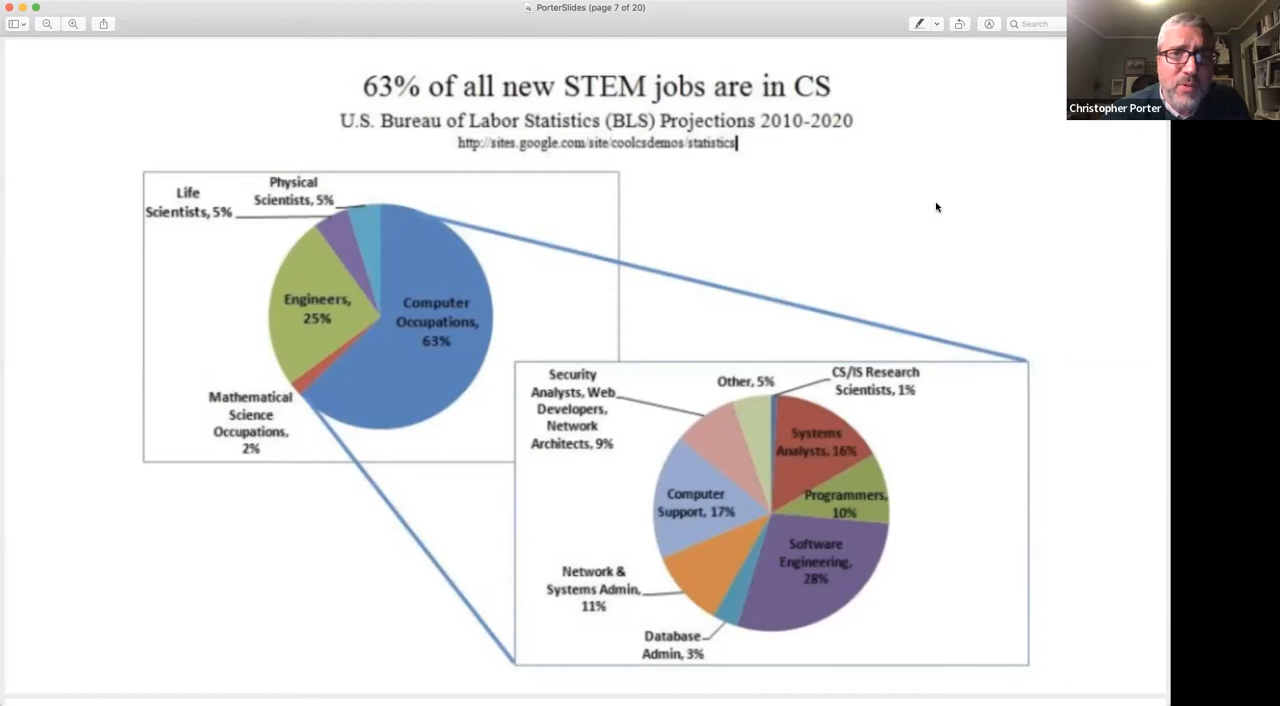 PorterSlides (page 7 of 20)
Search
Christopher Porter
63% of all new STEM jobs are in CS
U.S. Bureau of Labor Statistics (BLS) Projections 2010-2020
http://sites.google.com/site/coolcsdemos/statistics
Life
Scientists, 5%
Physical
Scientists, 5%
Engineers,
25%
Computer
Occupations,
63%
Mathematical
Science
Occupations,
2%
Security
Analysts, Web
Developers,
Network
Architects, 9%
Other, 5%
CS/IS Research
Scientists, 1%
Systems
Analysts, 16%
Programmers,
10%
Computer
Support, 17%
Software
Engineering,
28%
Network &
Systems Admin,
11%
Database
Admin, 3%